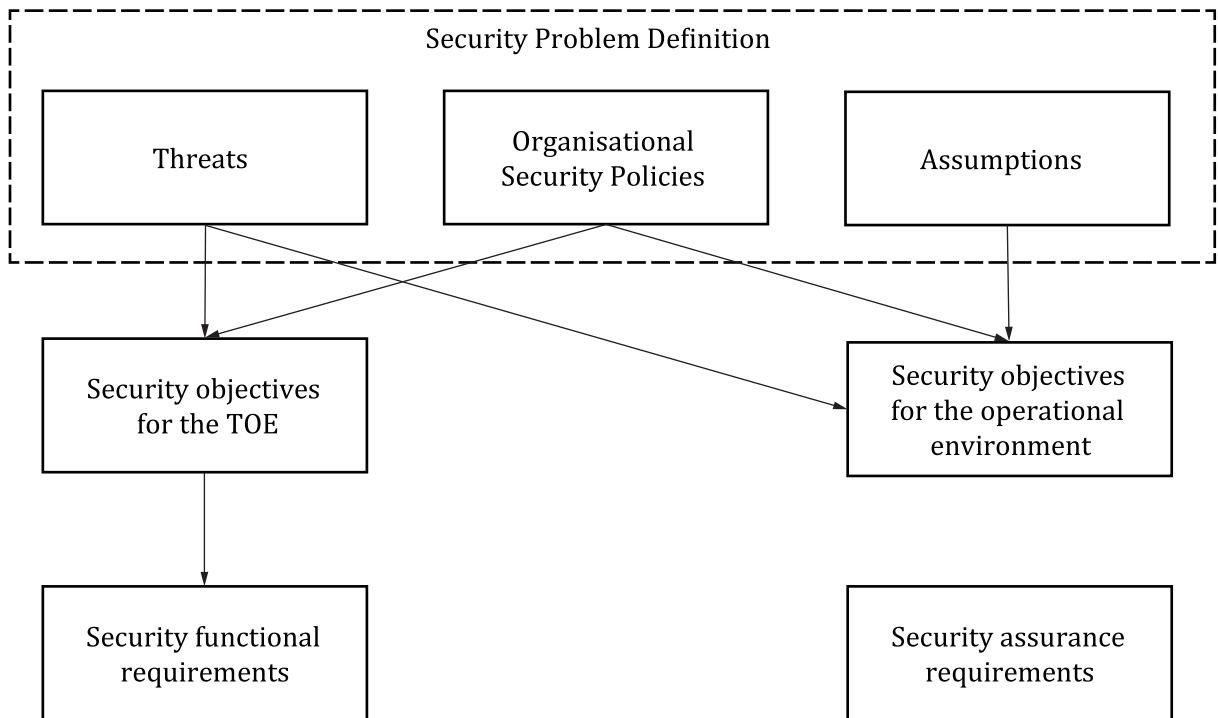 Security Problem Definition
Threats
Organisational
Security Policies
Assumptions
Security objectives
for the TOE
Security objectives
for the operational
environment
Security functional
requirements
Security assurance
requirements